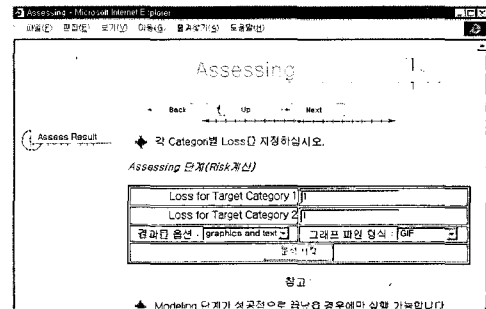 Assessing - Microsoft Internet Explorer
파일(F) 편집(E) 보기(V) 이동(G) 즐겨찾기(A) 도움말(H)
Assessing
Back Up Next
Assess Result
각 Category별 Loss를 지정하십시오.
Assessing 단계(Risk계산)
Loss for Target Category 1 1
Loss for Target Category 2 1
결과물 옵션 : graphics and text 그래프 파일 형식 : GIF
참고
Modeling 단계가 성공적으로 끝났을 경우에만 실행 가능합니다